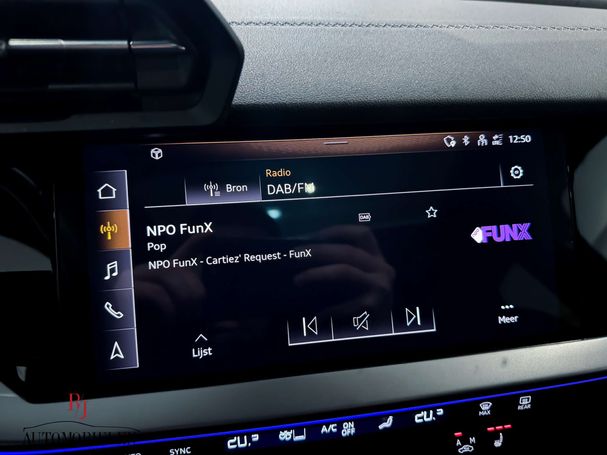 12:50
Radio
Bron
DAB/FM
NPO FunX
DAB
Pop
FUNX
NPO FunX - Cartiez' Request - FunX
Lijst
Meer
MAX
REAR
SYNC
A/C
ON
OFF
A
RJ